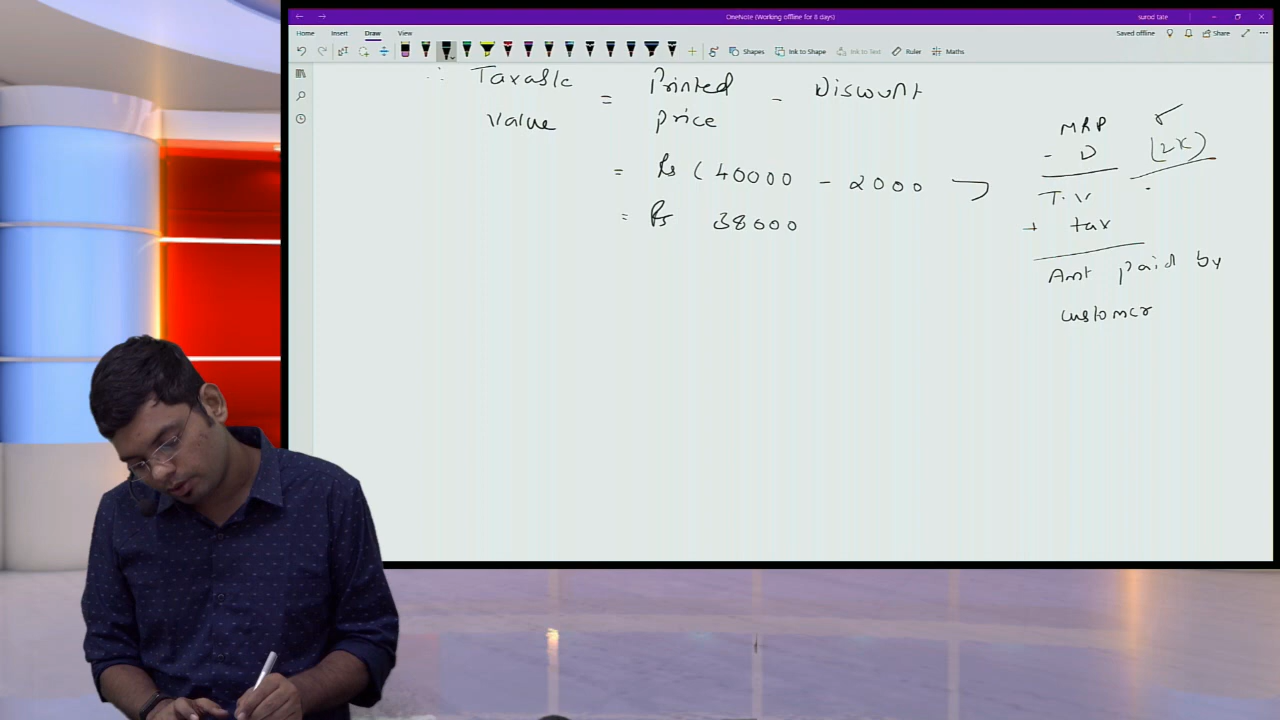 OneNote (Working offline for 8 days)
surod tate
Home Insert Draw View
Saved offline Share
Shapes Ink to Shape Ink to Text Ruler Maths
∴ Taxable = Printed - Discount
value price
= Rs (40000 - 2000
= Rs 38000
MRP
- D
T.V
+ tax
Amt paid by
customer